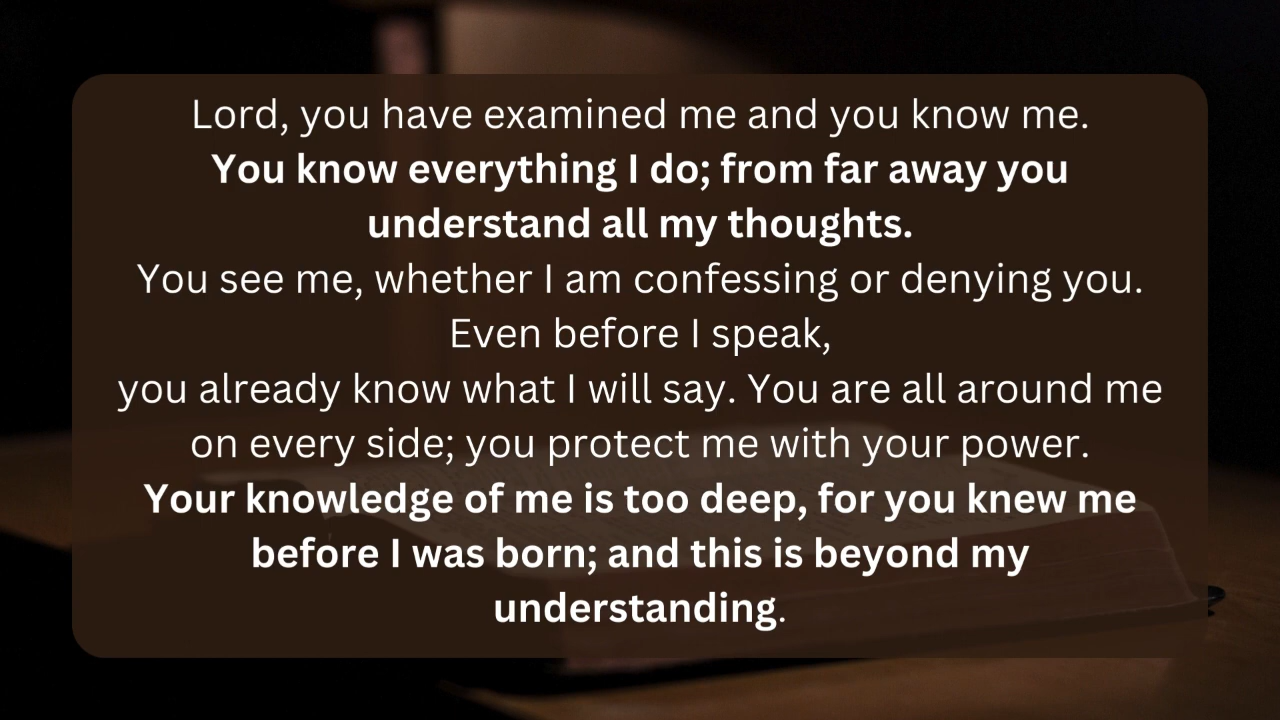 Lord, you have examined me and you know me.
You know everything I do; from far away you
understand all my thoughts.
You see me, whether I am confessing or denying you.
Even before I speak,
you already know what I will say. You are all around me
on every side; you protect me with your power.
Your knowledge of me is too deep, for you knew me
before I was born; and this is beyond my
understanding.